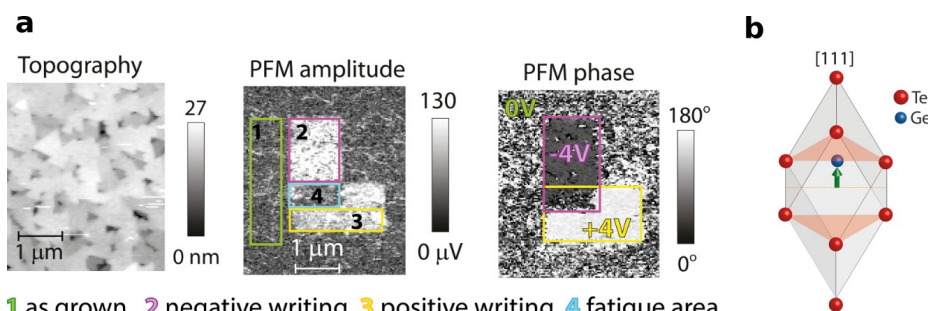 a
b
Topography
PFM amplitude
PFM phase
[111]
27
130
180°
Te
Ge
1
2
3
4
0V
-4V
+4V
1 μm
0 nm
1 μm
0 μV
0°
1 as grown 2 negative writing 3 positive writing 4 fatigue area